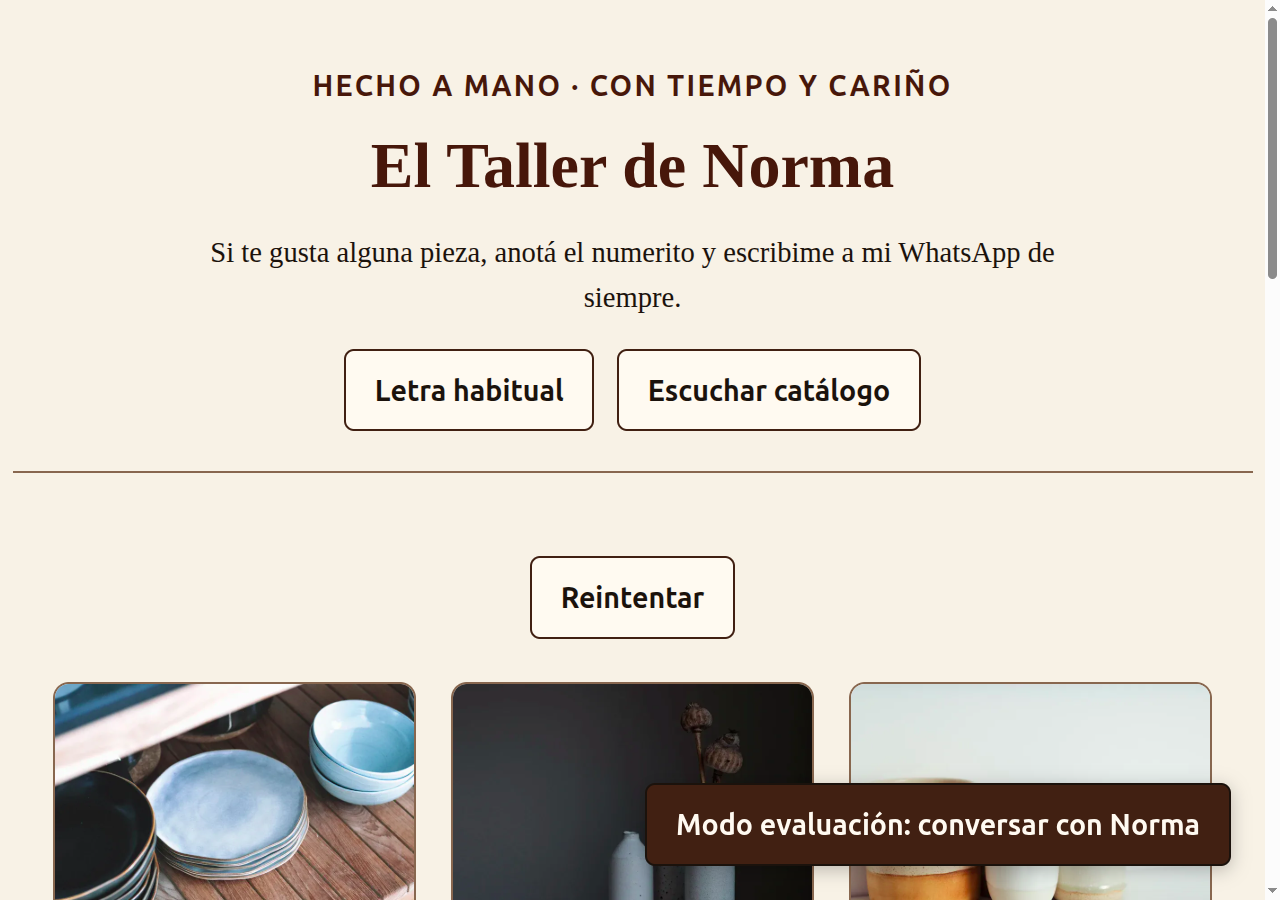 HECHO A MANO · CON TIEMPO Y CARIÑO
El Taller de Norma
Si te gusta alguna pieza, anotá el numerito y escribime a mi WhatsApp de
siempre.
Letra habitual
Escuchar catálogo
Reintentar
Modo evaluación: conversar con Norma